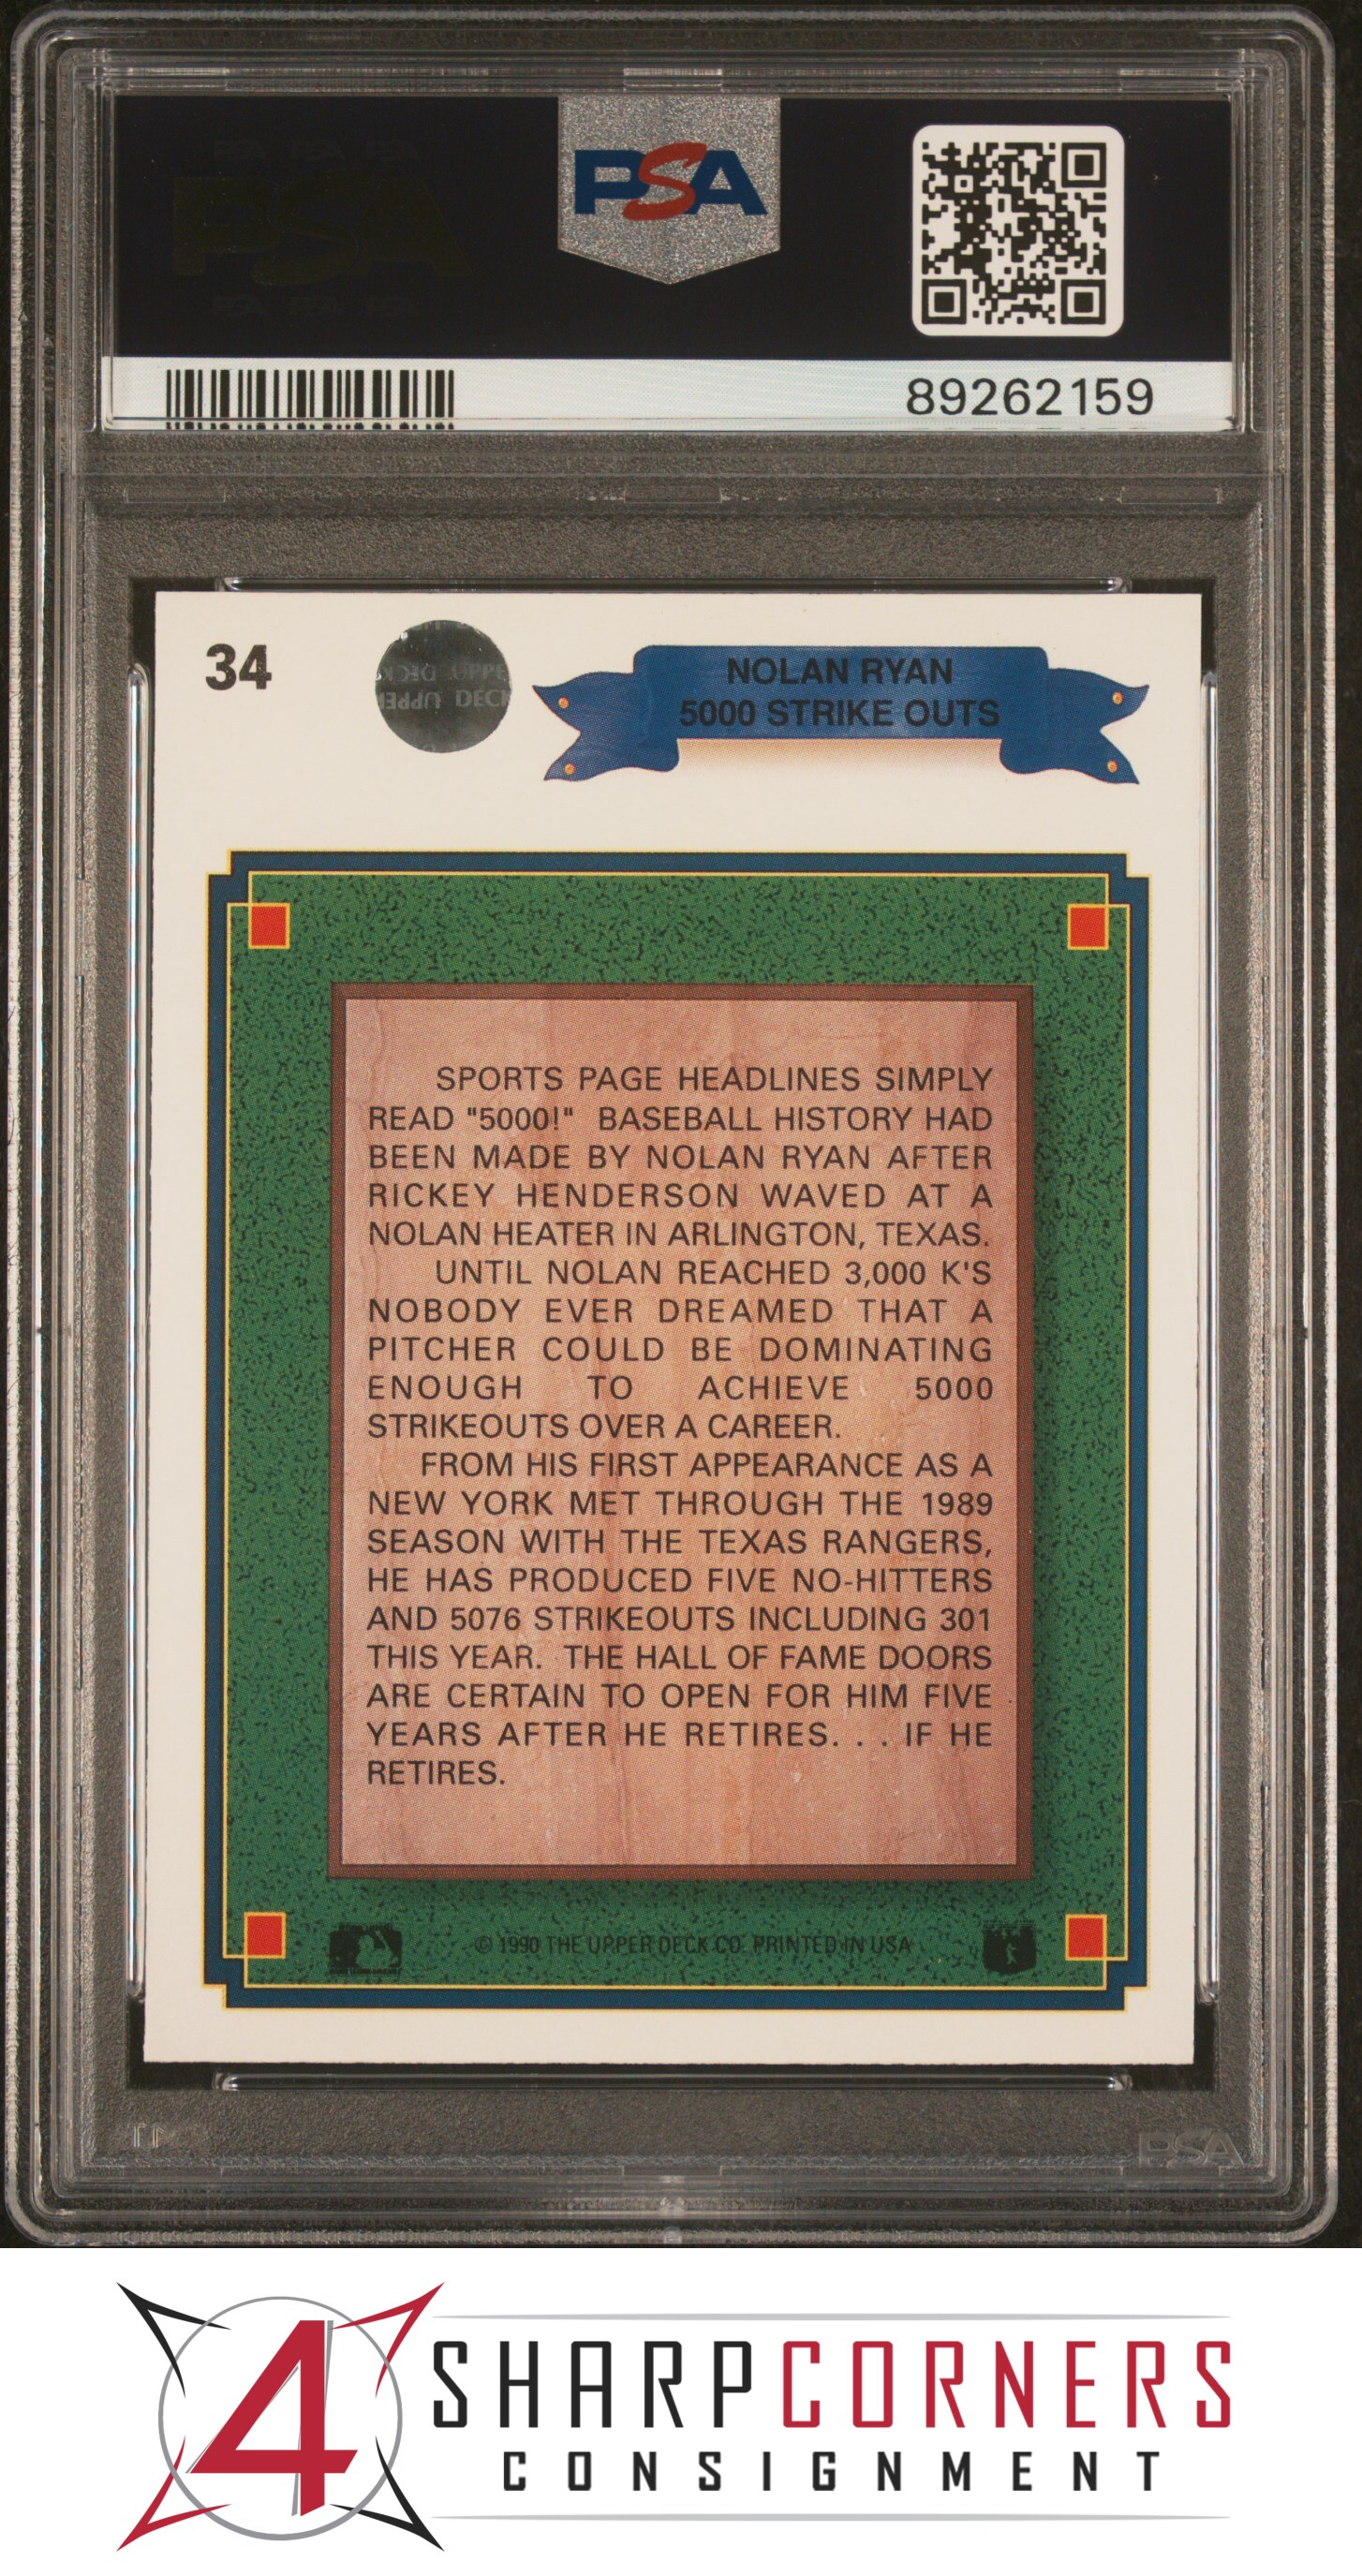 PSA
89262159
34
UPPER DECK
NOLAN RYAN
5000 STRIKE OUTS
SPORTS PAGE HEADLINES SIMPLY
READ "5000!" BASEBALL HISTORY HAD
BEEN MADE BY NOLAN RYAN AFTER
RICKEY HENDERSON WAVED AT A
NOLAN HEATER IN ARLINGTON, TEXAS.
UNTIL NOLAN REACHED 3,000 K'S
NOBODY EVER DREAMED THAT A
PITCHER COULD BE DOMINATING
ENOUGH TO ACHIEVE 5000
STRIKEOUTS OVER A CAREER.
FROM HIS FIRST APPEARANCE AS A
NEW YORK MET THROUGH THE 1989
SEASON WITH THE TEXAS RANGERS,
HE HAS PRODUCED FIVE NO-HITTERS
AND 5076 STRIKEOUTS INCLUDING 301
THIS YEAR. THE HALL OF FAME DOORS
ARE CERTAIN TO OPEN FOR HIM FIVE
YEARS AFTER HE RETIRES. . . IF HE
RETIRES.
© 1990 THE UPPER DECK CO. PRINTED IN USA
PSA
4 SHARPCORNERS
CONSIGNMENT